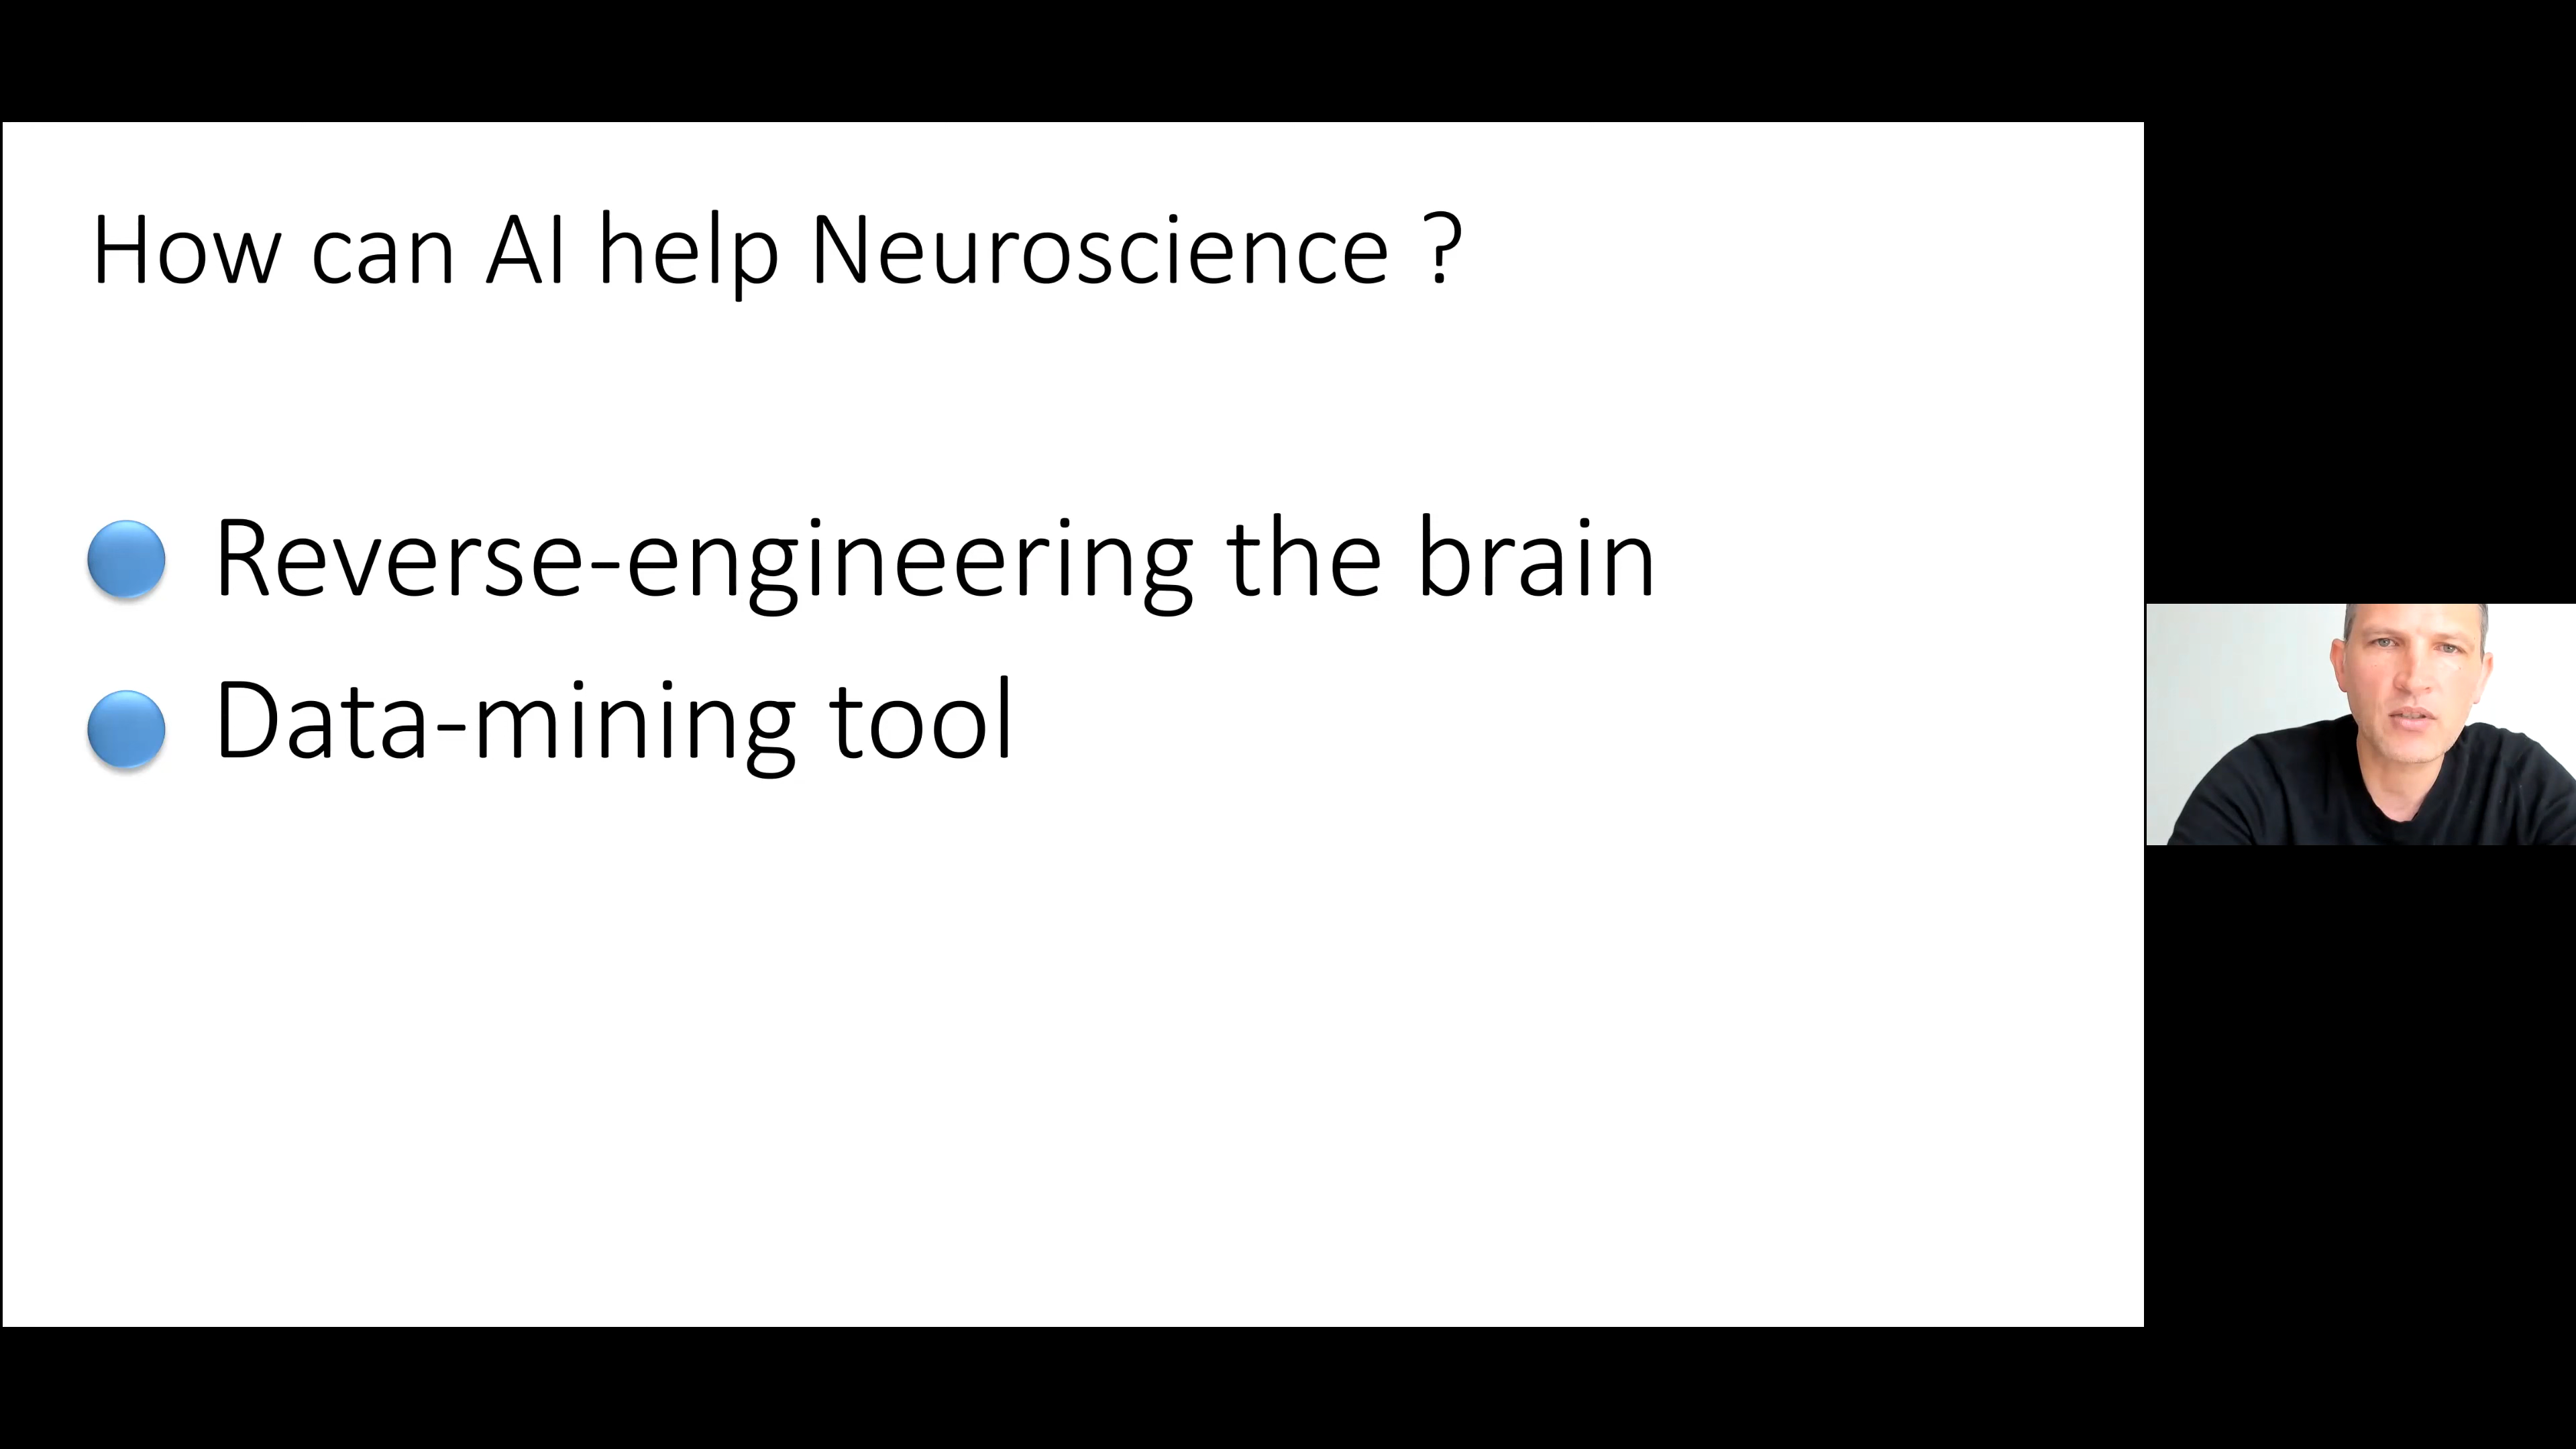 How can AI help Neuroscience ?
Reverse-engineering the brain
Data-mining tool